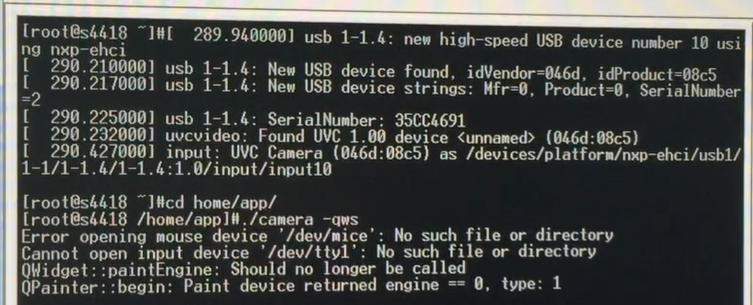 [root@s4418 ~]#[  289.940000] usb 1-1.4: new high-speed USB device number 10 usi
ng nxp-ehci
[  290.210000] usb 1-1.4: New USB device found, idVendor=046d, idProduct=08c5
[  290.217000] usb 1-1.4: New USB device strings: Mfr=0, Product=0, SerialNumber
=2
[  290.225000] usb 1-1.4: SerialNumber: 35CC4691
[  290.232000] uvcvideo: Found UVC 1.00 device <unnamed> (046d:08c5)
[  290.427000] input: UVC Camera (046d:08c5) as /devices/platform/nxp-ehci/usb1/
1-1/1-1.4/1-1.4:1.0/input/input10
[root@s4418 ~]#cd home/app/
[root@s4418 /home/app]#./camera -qws
Error opening mouse device '/dev/mice': No such file or directory
Cannot open input device '/dev/tty1': No such file or directory
QWidget::paintEngine: Should no longer be called
QPainter::begin: Paint device returned engine == 0, type: 1